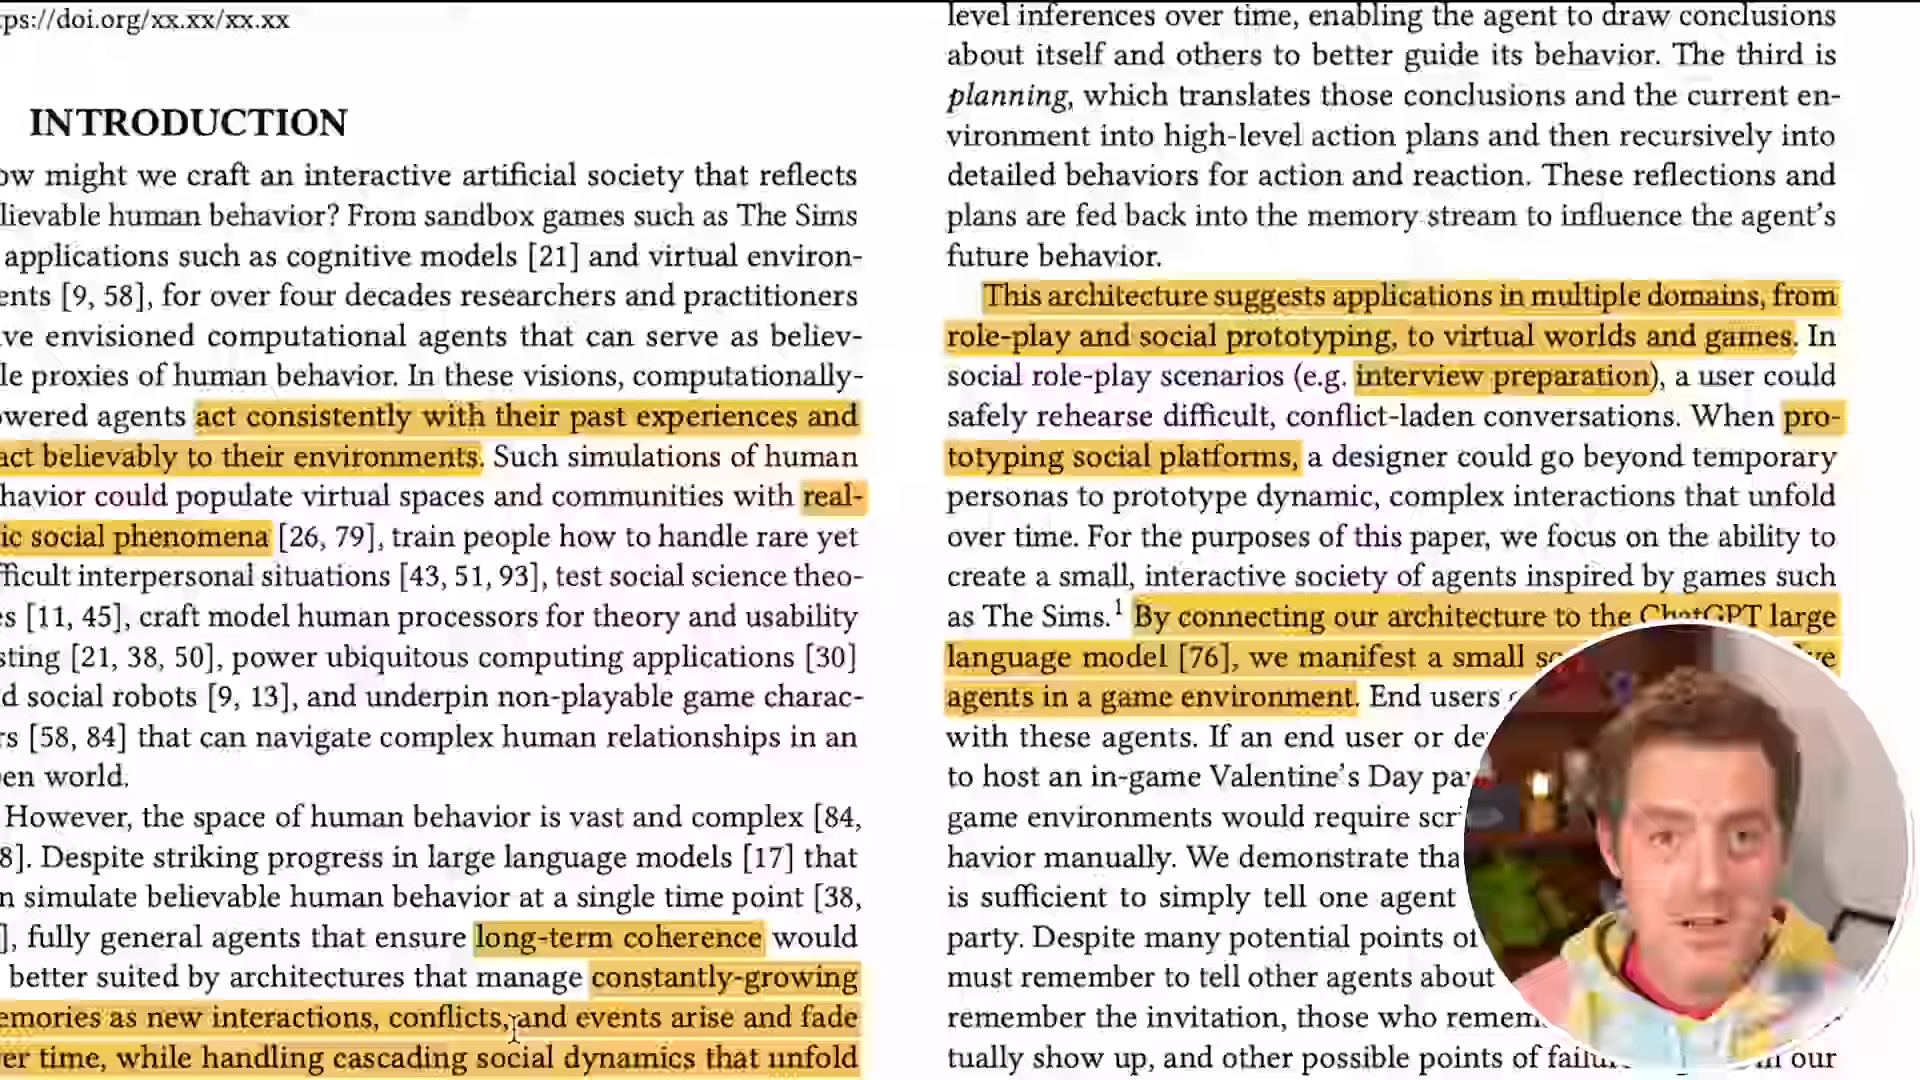 ps://doi.org/xx.xx/xx.xx
INTRODUCTION
ow might we craft an interactive artificial society that reflects
lievable human behavior? From sandbox games such as The Sims
applications such as cognitive models [21] and virtual environ-
ents [9, 58], for over four decades researchers and practitioners
ve envisioned computational agents that can serve as believ-
le proxies of human behavior. In these visions, computationally-
owered agents act consistently with their past experiences and
act believably to their environments. Such simulations of human
havior could populate virtual spaces and communities with real-
ic social phenomena [26, 79], train people how to handle rare yet
fficult interpersonal situations [43, 51, 93], test social science theo-
s [11, 45], craft model human processors for theory and usability
sting [21, 38, 50], power ubiquitous computing applications [30]
d social robots [9, 13], and underpin non-playable game charac-
rs [58, 84] that can navigate complex human relationships in an
en world.
However, the space of human behavior is vast and complex [84,
8]. Despite striking progress in large language models [17] that
n simulate believable human behavior at a single time point [38,
], fully general agents that ensure long-term coherence would
better suited by architectures that manage constantly-growing
emories as new interactions, conflicts, and events arise and fade
er time, while handling cascading social dynamics that unfold
level inferences over time, enabling the agent to draw conclusions
about itself and others to better guide its behavior. The third is
planning, which translates those conclusions and the current en-
vironment into high-level action plans and then recursively into
detailed behaviors for action and reaction. These reflections and
plans are fed back into the memory stream to influence the agent's
future behavior.
This architecture suggests applications in multiple domains, from
role-play and social prototyping, to virtual worlds and games. In
social role-play scenarios (e.g. interview preparation), a user could
safely rehearse difficult, conflict-laden conversations. When pro-
totyping social platforms, a designer could go beyond temporary
personas to prototype dynamic, complex interactions that unfold
over time. For the purposes of this paper, we focus on the ability to
create a small, interactive society of agents inspired by games such
as The Sims.¹ By connecting our architecture to the ChatGPT large
language model [76], we manifest a small
agents in a game environment. End users
with these agents. If an end user or de
to host an in-game Valentine's Day pa
game environments would require scr
havior manually. We demonstrate tha
is sufficient to simply tell one agent
party. Despite many potential points of
must remember to tell other agents about
remember the invitation, those who remem
tually show up, and other possible points of failu our